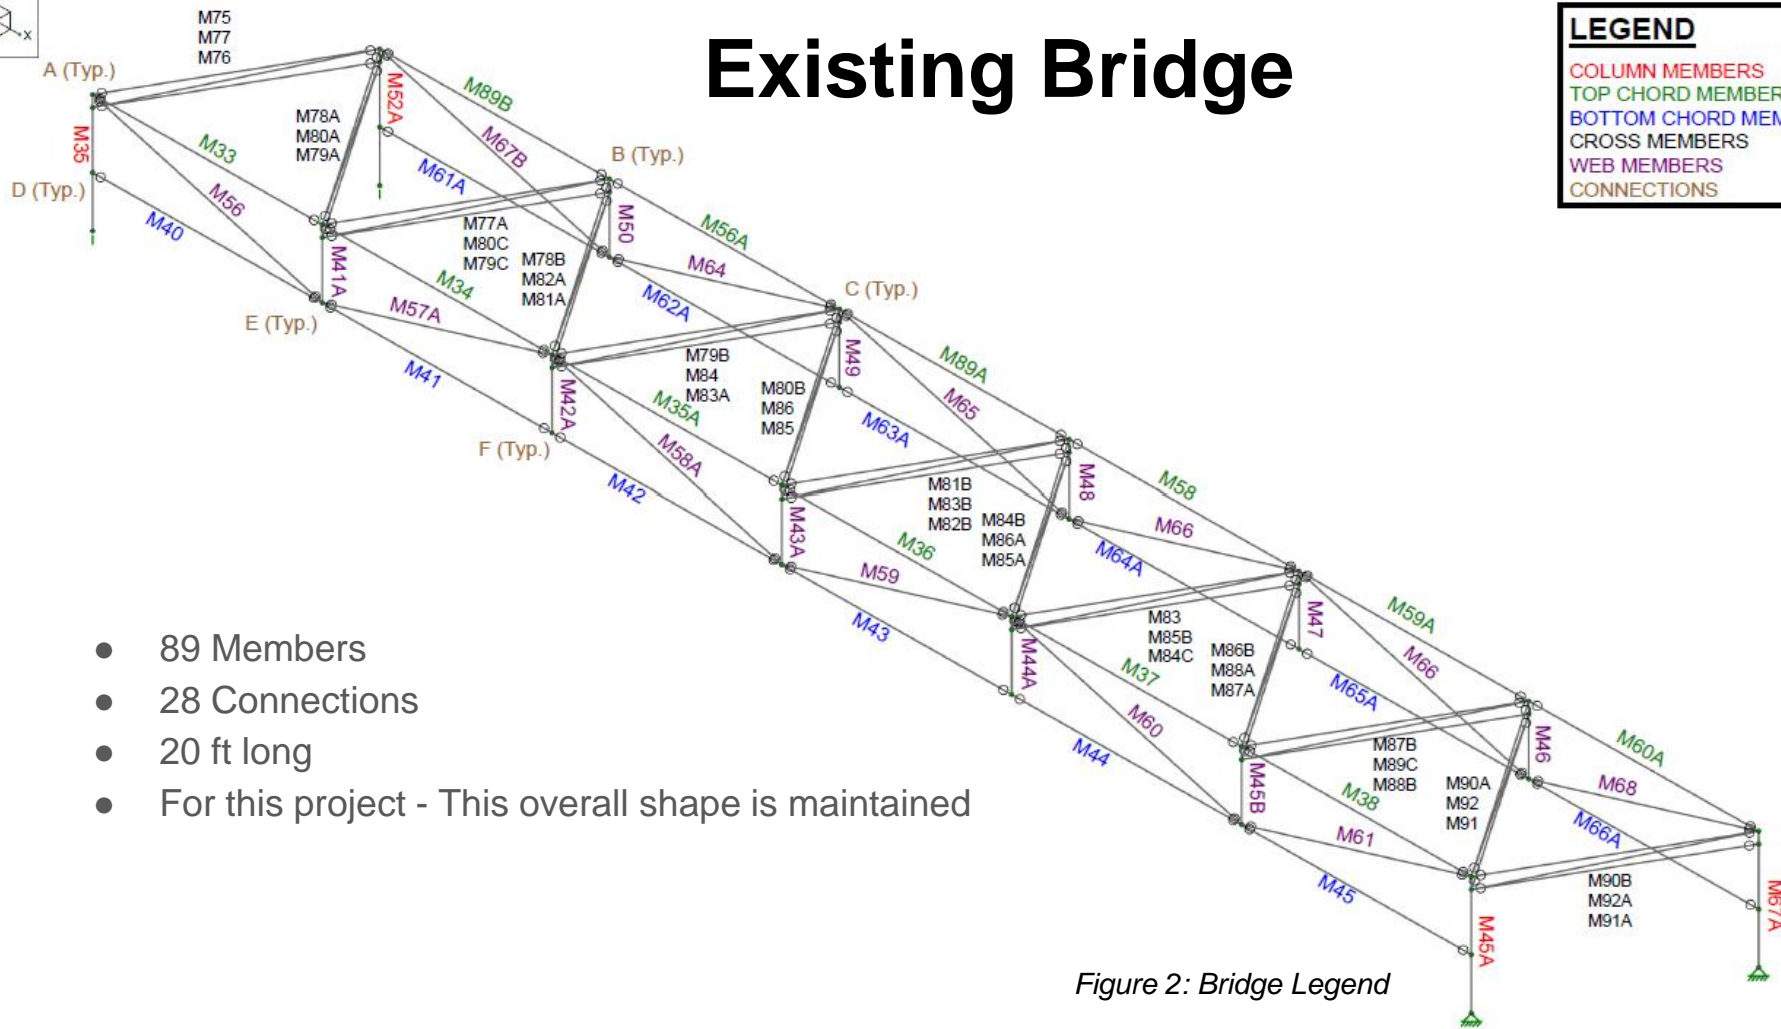 Existing Bridge
x
LEGEND
COLUMN MEMBERS
TOP CHORD MEMBER
BOTTOM CHORD MEM
CROSS MEMBERS
WEB MEMBERS
CONNECTIONS
M75
M77
M76
A (Typ.)
M35
D (Typ.)
M33
M56
M40
M78A
M80A
M79A
M52A
M89B
M67B
M61A
B (Typ.)
M41A
E (Typ.)
M77A
M80C
M79C
M78B
M82A
M81A
M50
M56A
M64
M62A
C (Typ.)
M34
M57A
M41
M42A
F (Typ.)
M79B
M84
M83A
M80B
M86
M85
M49
M89A
M65
M63A
M35A
M58A
M42
M43A
M81B
M83B
M82B
M84B
M86A
M85A
M48
M58
M66
M64A
M36
M59
M43
M44A
M83
M85B
M84C
M86B
M88A
M87A
M47
M59A
M66
M65A
M37
M60
M44
M45B
M87B
M89C
M88B
M90A
M92
M91
M46
M60A
M68
M66A
M38
M61
M45
M45A
M90B
M92A
M91A
M67A
● 89 Members
● 28 Connections
● 20 ft long
● For this project - This overall shape is maintained
Figure 2: Bridge Legend